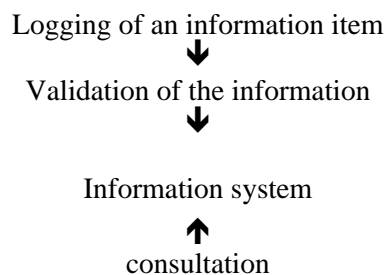 Logging of an information item
🡻
Validation of the information
🡻
Information system
🡹
consultation